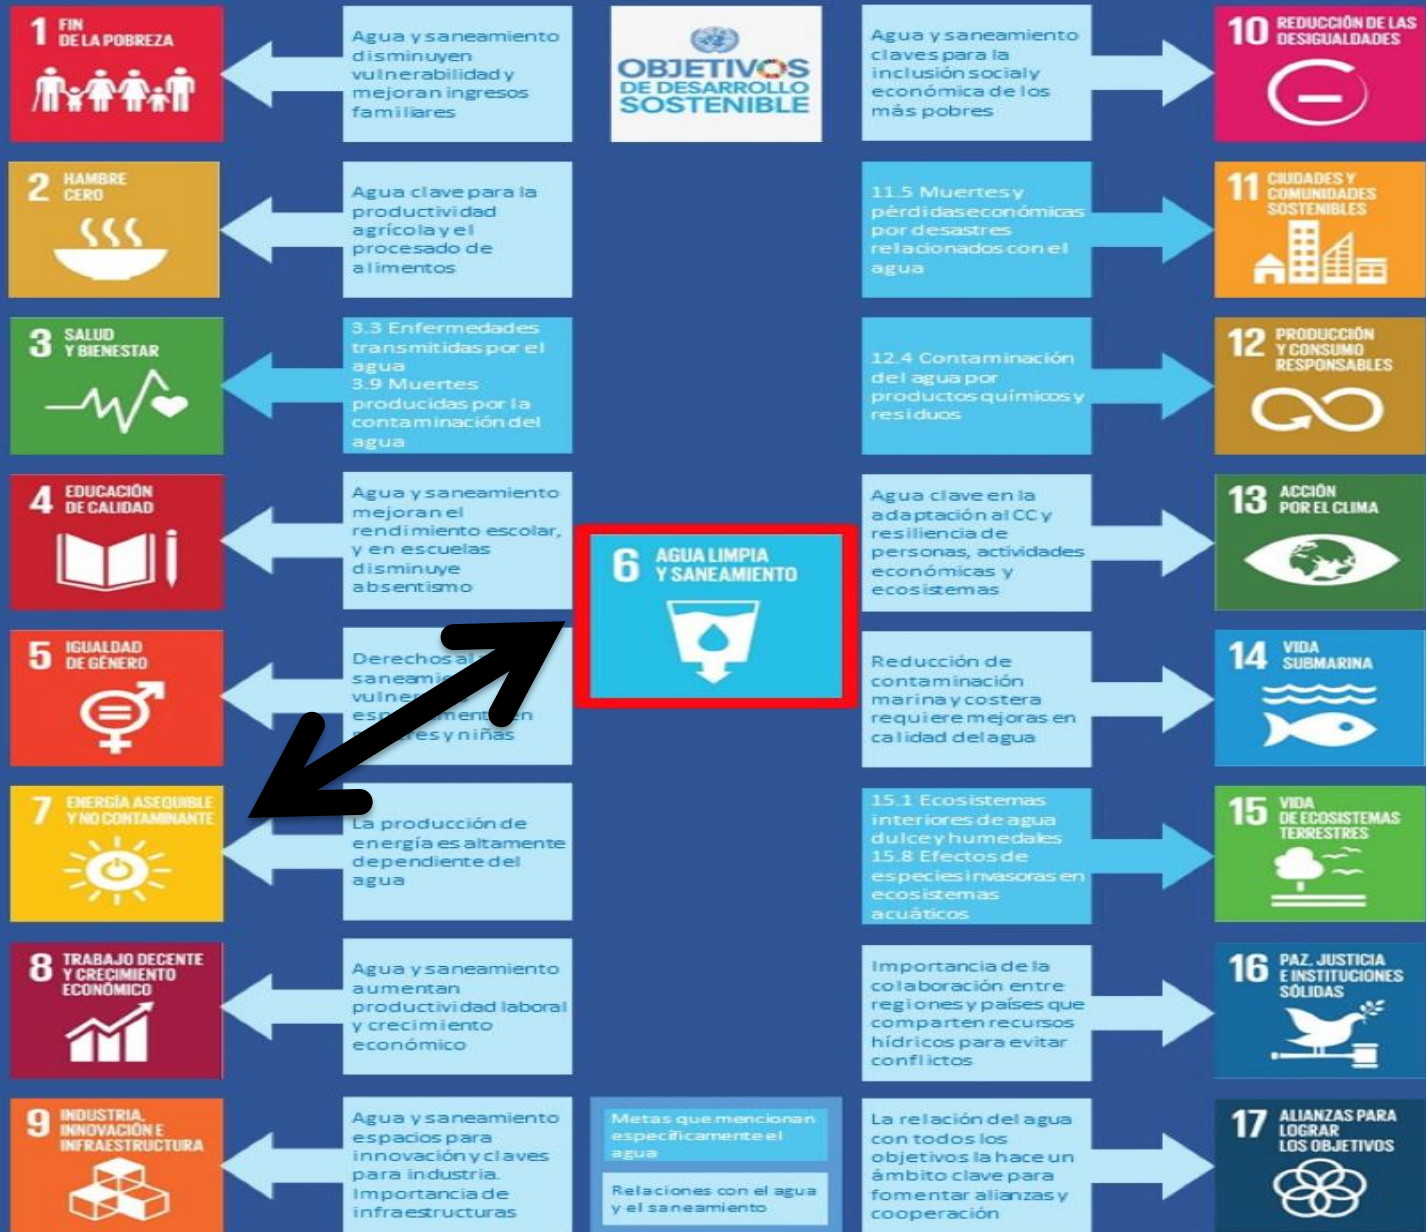 1 FIN
DE LA POBREZA
Agua y saneamiento
disminuyen
vulnerabilidad y
mejoran ingresos
familiares
OBJETIVOS
DE DESARROLLO
SOSTENIBLE
Agua y saneamiento
claves para la
inclusión social y
económica de los
más pobres
10 REDUCCIÓN DE LAS
DESIGUALDADES
2 HAMBRE
CERO
Agua clave para la
productividad
agrícola y el
procesado de
alimentos
11.5 Muertes y
pérdidas económicas
por desastres
relacionados con el
agua
11 CIUDADES Y
COMUNIDADES
SOSTENIBLES
3 SALUD
Y BIENESTAR
3.3 Enfermedades
transmitidas por el
agua
3.9 Muertes
producidas por la
contaminación del
agua
12.4 Contaminación
del agua por
productos químicos y
residuos
12 PRODUCCIÓN
Y CONSUMO
RESPONSABLES
4 EDUCACIÓN
DE CALIDAD
Agua y saneamiento
mejoran el
rendimiento escolar,
y en escuelas
disminuye
absentismo
6 AGUA LIMPIA
Y SANEAMIENTO
Agua clave en la
adaptación al CC y
resiliencia de
personas, actividades
económicas y
ecosistemas
13 ACCIÓN
POR EL CLIMA
5 IGUALDAD
DE GÉNERO
Derechos al
en
y niñas
Reducción de
contaminación
marina y costera
requiere mejoras en
calidad del agua
14 VIDA
SUBMARINA
7 ENERGÍA ASEQUIBLE
Y NO CONTAMINANTE
La producción de
energía es altamente
dependiente del
agua
15.1 Ecosistemas
interiores de agua
dulce y humedales
15.8 Efectos de
especies invasoras en
ecosistemas
acuáticos
15 VIDA
DE ECOSISTEMAS
TERRESTRES
8 TRABAJO DECENTE
Y CRECIMIENTO
ECONÓMICO
Agua y saneamiento
aumentan
productividad laboral
y crecimiento
económico
Importancia de la
colaboración entre
regiones y países que
comparten recursos
hídricos para evitar
conflictos
16 PAZ, JUSTICIA
E INSTITUCIONES
SÓLIDAS
9 INDUSTRIA,
INNOVACIÓN E
INFRAESTRUCTURA
Agua y saneamiento
espacios para
innovación y claves
para industria.
Importancia de
infraestructuras
Metas que mencionan
específicamente el
agua
Relaciones con el agua
y el saneamiento
La relación del agua
con todos los
objetivos la hace un
ámbito clave para
fomentar alianzas y
cooperación
17 ALIANZAS PARA
LOGRAR
LOS OBJETIVOS